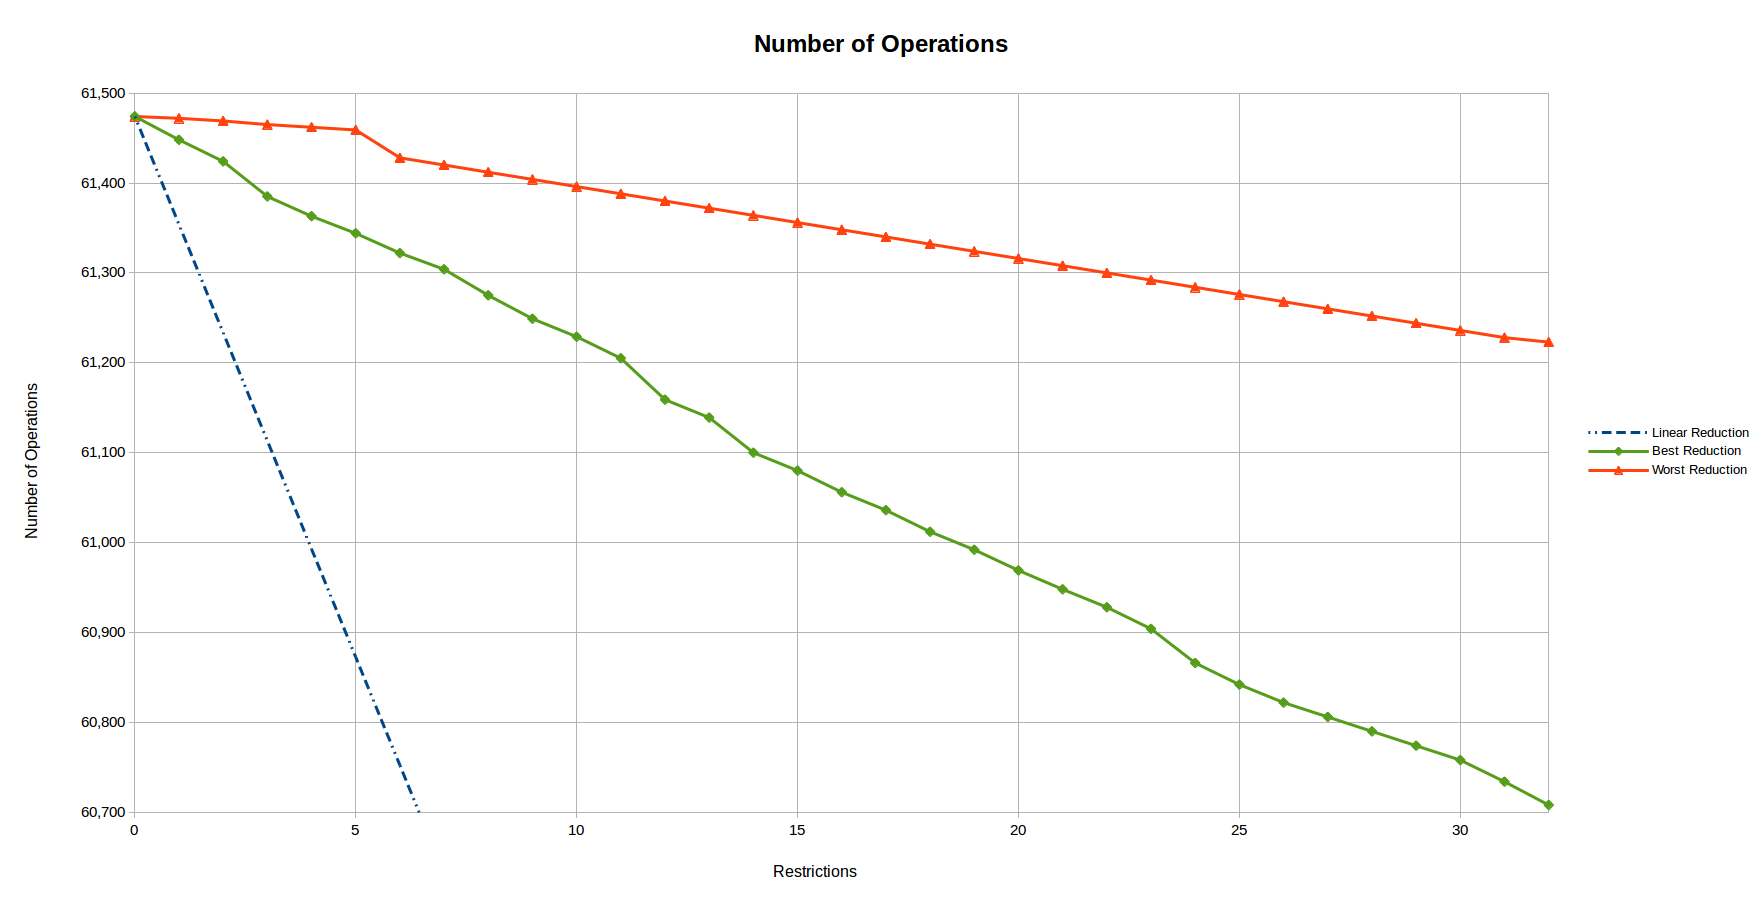 Number of Operations
61,500
61,400
61,300
61,200
61,100
61,000
60,900
60,800
60,700
Number of Operations
0 5 10 15 20 25 30
Restrictions
Linear Reduction
Best Reduction
Worst Reduction